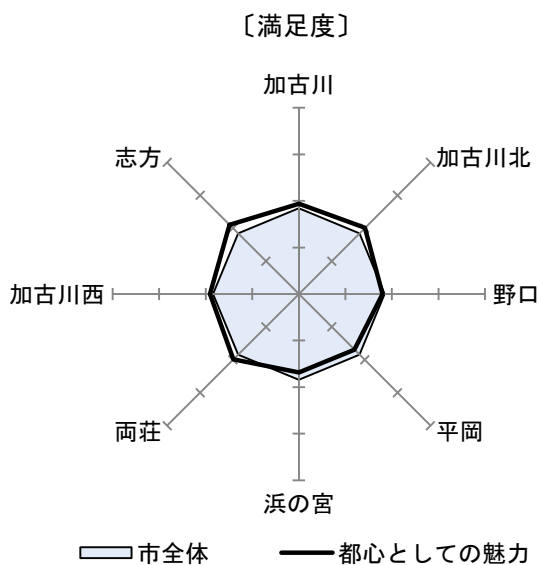 〔満足度〕
加古川
志方
加古川北
加古川西
野口
両荘
平岡
浜の宮
市全体
都心としての魅力